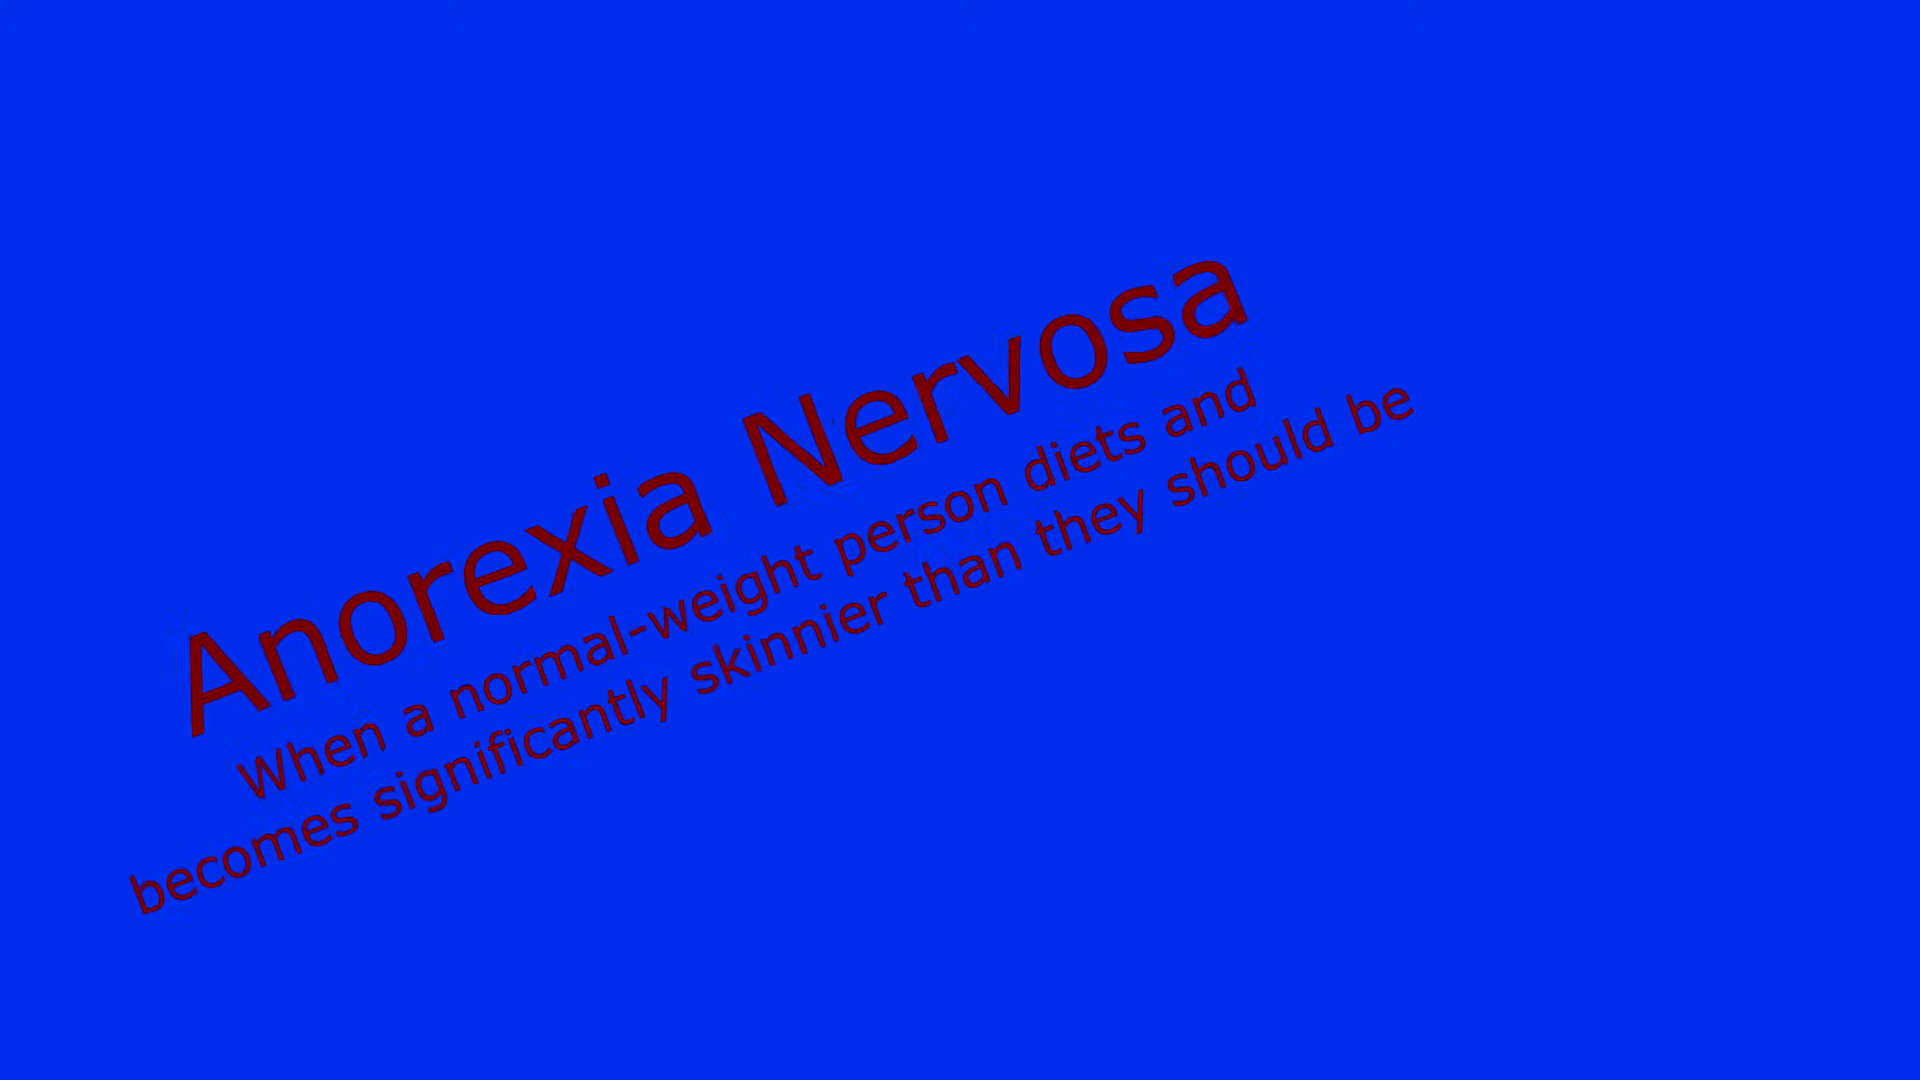 Anorexia Nervosa
When a normal-weight person diets and
becomes significantly skinnier than they should be